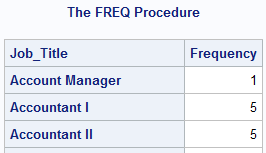 The FREQ Procedure
Job_Title Frequency
Account Manager 1
Accountant I 5
Accountant II 5